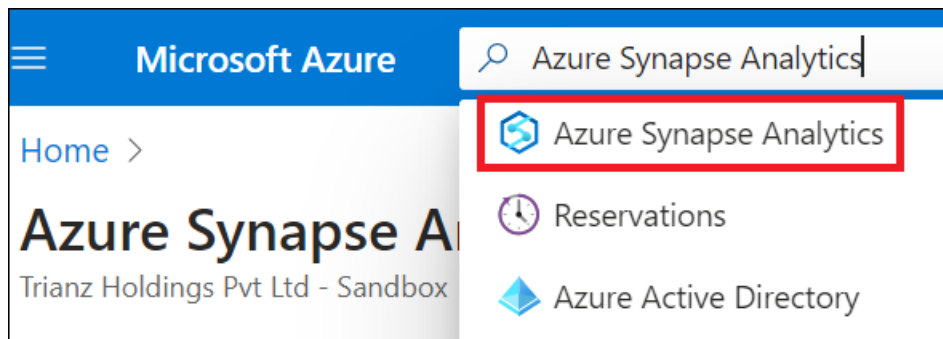 Microsoft Azure
Azure Synapse Analytics
Home >
Azure Synapse Analytics
Azure Synapse A
Reservations
Trianz Holdings Pvt Ltd - Sandbox
Azure Active Directory